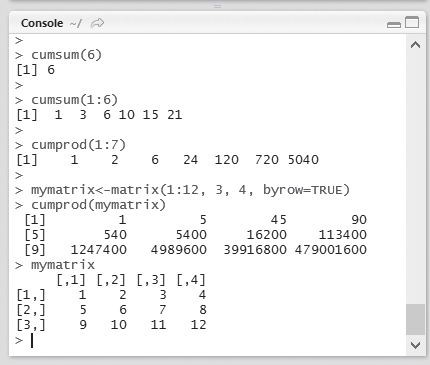 Console ~/
>
> cumsum(6)
[1] 6
>
> cumsum(1:6)
[1]  1  3  6 10 15 21
>
> cumprod(1:7)
[1]    1    2    6   24  120  720 5040
>
> mymatrix<-matrix(1:12, 3, 4, byrow=TRUE)
> cumprod(mymatrix)
 [1]         1         5        45        90
 [5]       540      5400     16200    113400
 [9]   1247400   4989600  39916800 479001600
> mymatrix
     [,1] [,2] [,3] [,4]
[1,]    1    2    3    4
[2,]    5    6    7    8
[3,]    9   10   11   12
>